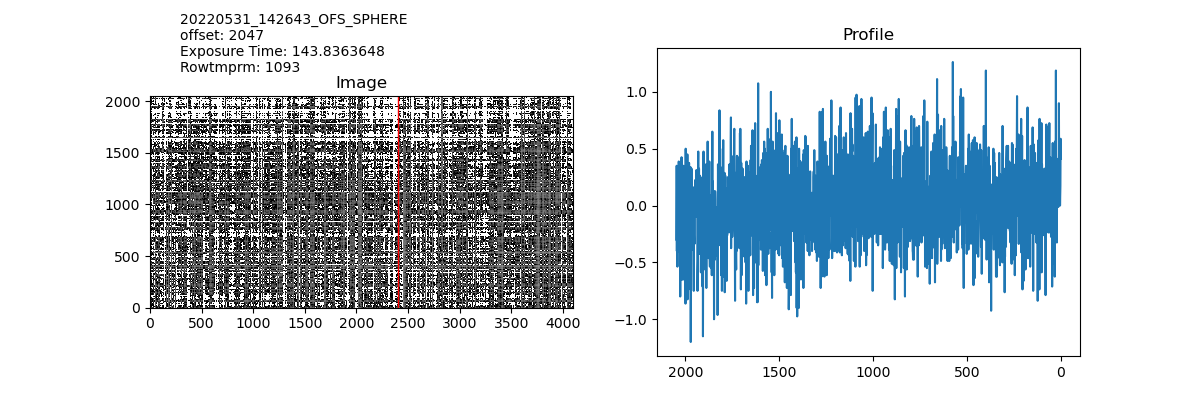 20220531_142643_OFS_SPHERE
offset: 2047
Exposure Time: 143.8363648
Rowtmprm: 1093
Image
Profile
2000
1500
1000
500
0
0 500 1000 1500 2000 2500 3000 3500 4000
1.0
0.5
0.0
−0.5
−1.0
2000 1500 1000 500 0